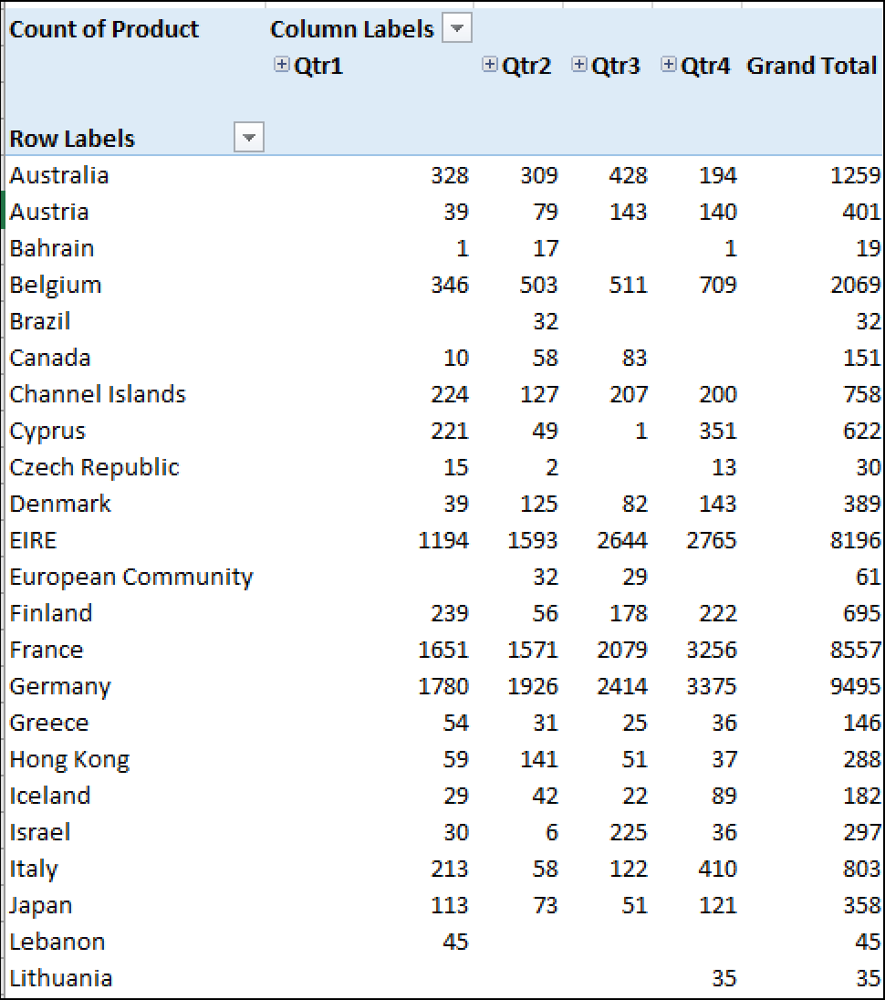 Count of Product Column Labels
Qtr1 Qtr2 Qtr3 Qtr4 Grand Total
Row Labels
Australia 328 309 428 194 1259
Austria 39 79 143 140 401
Bahrain 1 17 1 19
Belgium 346 503 511 709 2069
Brazil 32 32
Canada 10 58 83 151
Channel Islands 224 127 207 200 758
Cyprus 221 49 1 351 622
Czech Republic 15 2 13 30
Denmark 39 125 82 143 389
EIRE 1194 1593 2644 2765 8196
European Community 32 29 61
Finland 239 56 178 222 695
France 1651 1571 2079 3256 8557
Germany 1780 1926 2414 3375 9495
Greece 54 31 25 36 146
Hong Kong 59 141 51 37 288
Iceland 29 42 22 89 182
Israel 30 6 225 36 297
Italy 213 58 122 410 803
Japan 113 73 51 121 358
Lebanon 45 45
Lithuania 35 35